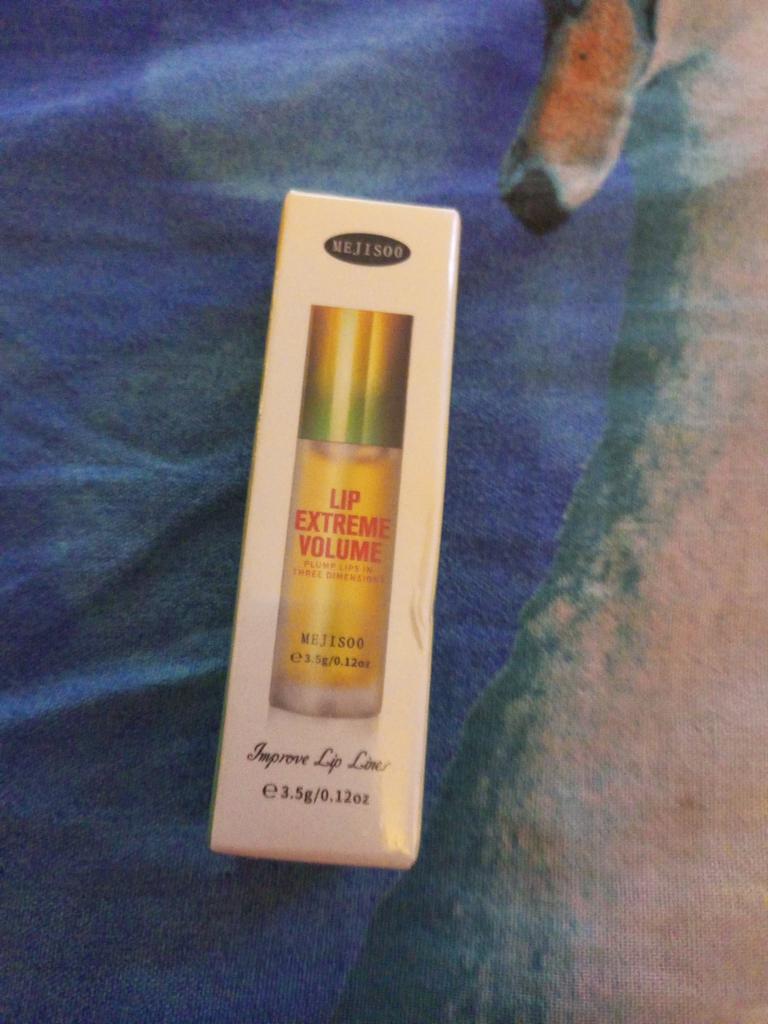 MEJISOO
LIP
EXTREME
VOLUME
PLUMP LIPS IN
THREE DIMENSIONS
MEJISOO
℮3.5g/0.12oz
Improve Lip Lines
℮3.5g/0.12oz